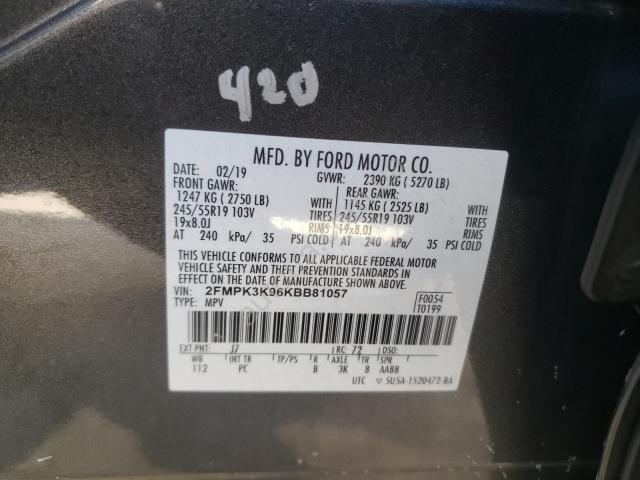 420
MFD. BY FORD MOTOR CO.
DATE: 02/19 GVWR: 2390 KG ( 5270 LB)
FRONT GAWR: REAR GAWR:
1247 KG ( 2750 LB) WITH 1145 KG ( 2525 LB) WITH
245/55R19 103V TIRES 245/55R19 103V TIRES
19x8.0J RIMS 19x8.0J RIMS
AT 240 kPa/ 35 PSI COLD AT 240 kPa/ 35 PSI COLD
THIS VEHICLE CONFORMS TO ALL APPLICABLE FEDERAL MOTOR
VEHICLE SAFETY AND THEFT PREVENTION STANDARDS IN
EFFECT ON THE DATE OF MANUFACTURE SHOWN ABOVE.
VIN: 2FMPK3K96KBB81057 F0054
TYPE: MPV T0199
EXT PNT: J7 RC: 72 DSO:
WB INT TR TP/PS R AXLE TR SPR
112 PC B 3K 8 AABB
UTC ▽ 5U5A-1520472-BA